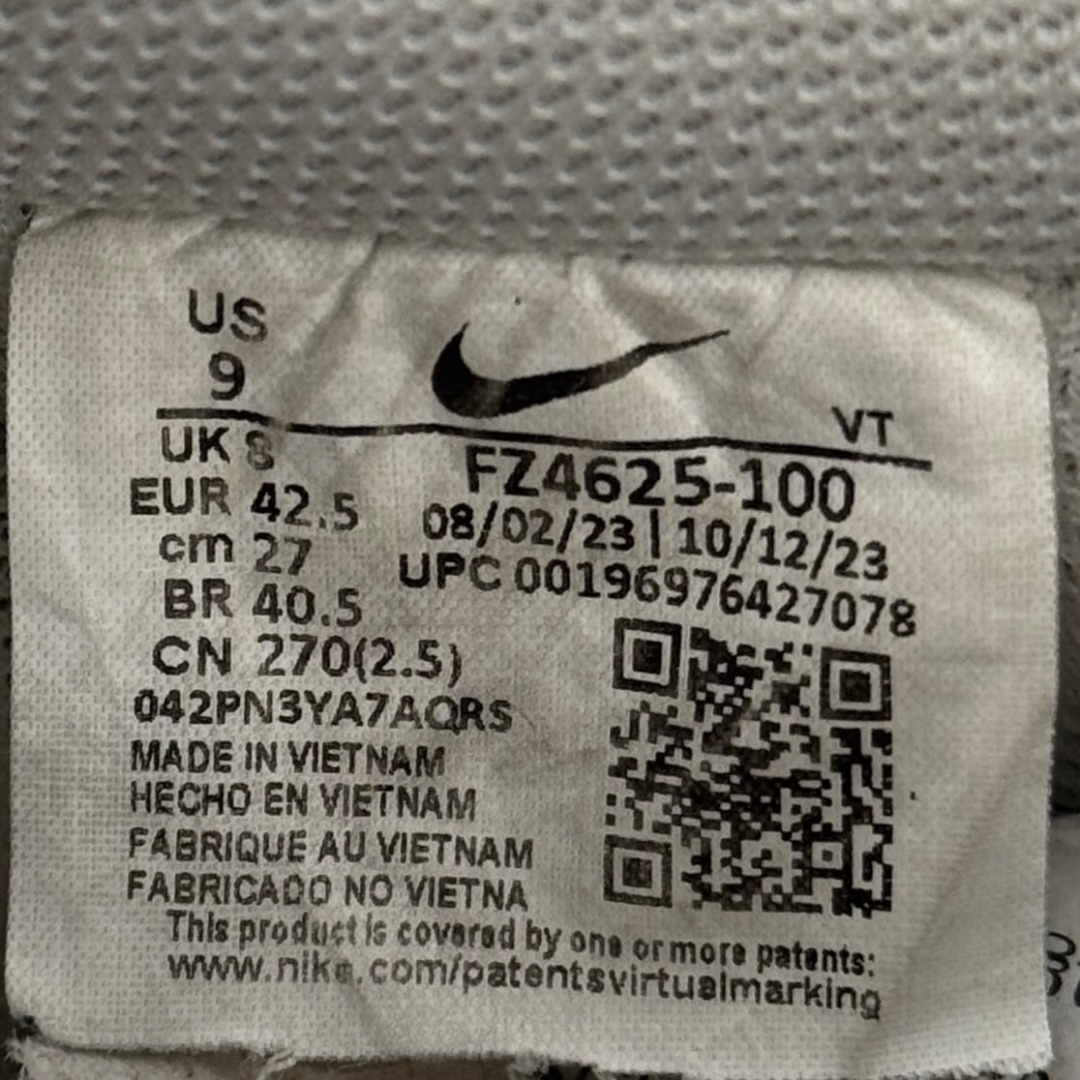 US
9
VT
UK 8
EUR 42.5
cm 27
BR 40.5
CN 270(2.5)
FZ4625-100
08/02/23 | 10/12/23
UPC 00196976427078
042PN3YA7AQRS
MADE IN VIETNAM
HECHO EN VIETNAM
FABRIQUE AU VIETNAM
FABRICADO NO VIETNA
This product is covered by one or more patents:
www.nike.com/patentsvirtualmarking